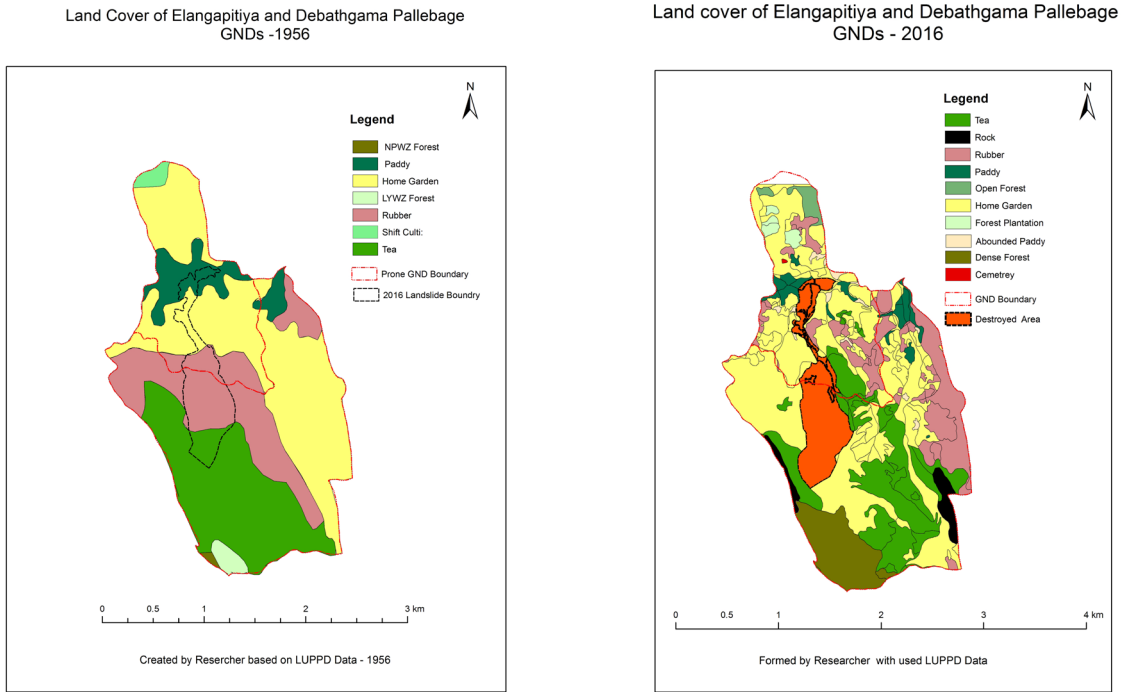 Land Cover of Elangapitiya and Debathgama Pallebage
GNDs -1956
N
Legend
NPWZ Forest
Paddy
Home Garden
LYWZ Forest
Rubber
Shift Culti:
Tea
Prone GND Boundary
2016 Landslide Boundry
0 0.5 1 2 3 km
Created by Resercher based on LUPPD Data - 1956
Land cover of Elangapitiya and Debathgama Pallebage
GNDs - 2016
N
Legend
Tea
Rock
Rubber
Paddy
Open Forest
Home Garden
Forest Plantation
Abounded Paddy
Dense Forest
Cemetrey
GND Boundary
Destroyed Area
0 0.5 1 2 3 4 km
Formed by Researcher with used LUPPD Data